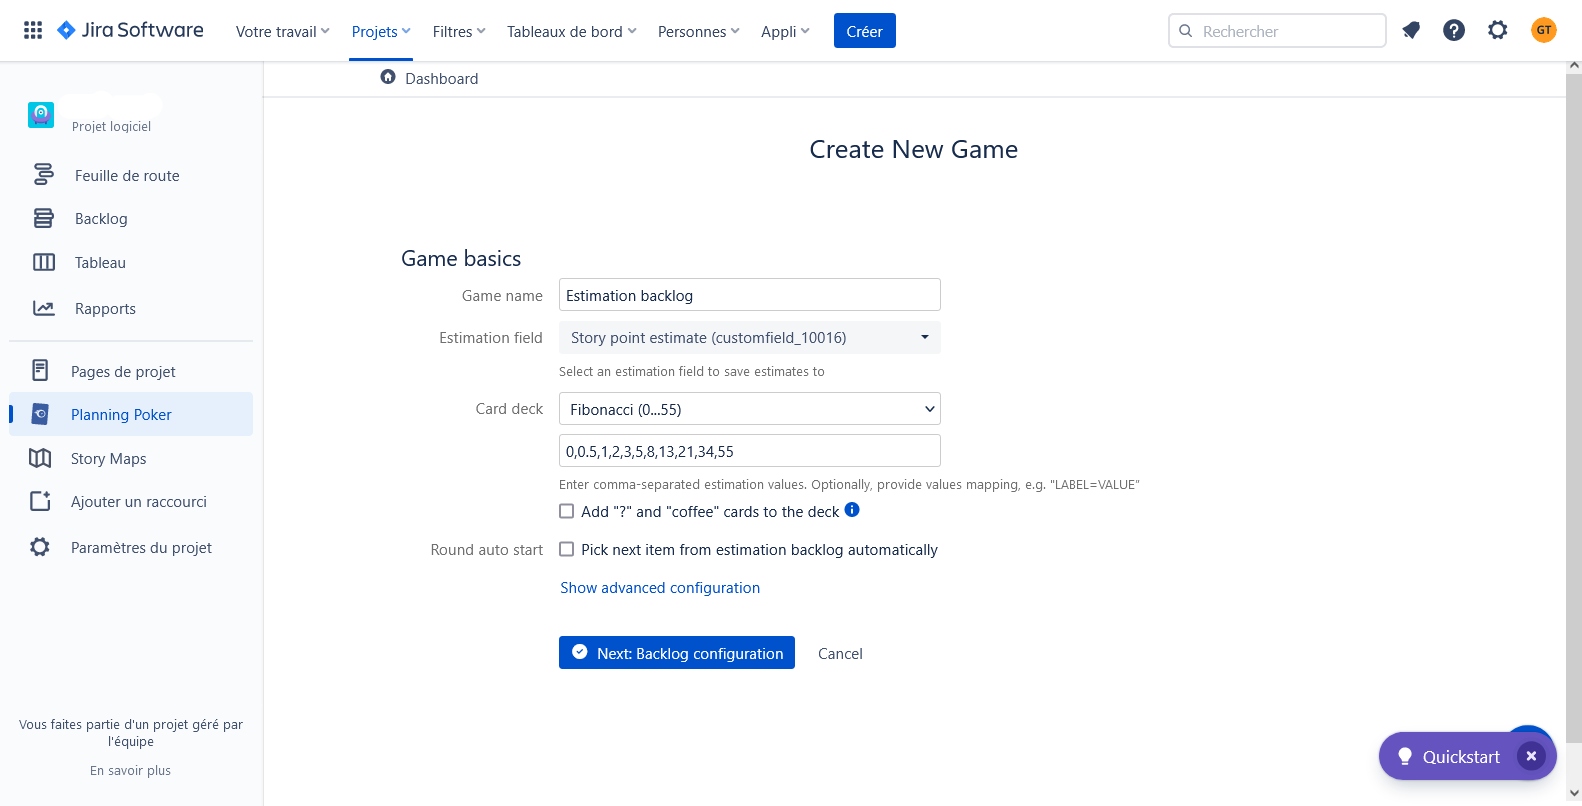 Jira Software Votre travail Projets Filtres Tableaux de bord Personnes Appli Créer Rechercher GT
Dashboard
Projet logiciel
Feuille de route
Backlog
Tableau
Rapports
Pages de projet
Planning Poker
Story Maps
Ajouter un raccourci
Paramètres du projet
Vous faites partie d'un projet géré par
l'équipe
En savoir plus
Create New Game
Game basics
Game name Estimation backlog
Estimation field Story point estimate (customfield_10016)
Select an estimation field to save estimates to
Card deck Fibonacci (0...55)
0,0.5,1,2,3,5,8,13,21,34,55
Enter comma-separated estimation values. Optionally, provide values mapping, e.g. "LABEL=VALUE"
Add "?" and "coffee" cards to the deck
Round auto start Pick next item from estimation backlog automatically
Show advanced configuration
Next: Backlog configuration Cancel
Quickstart